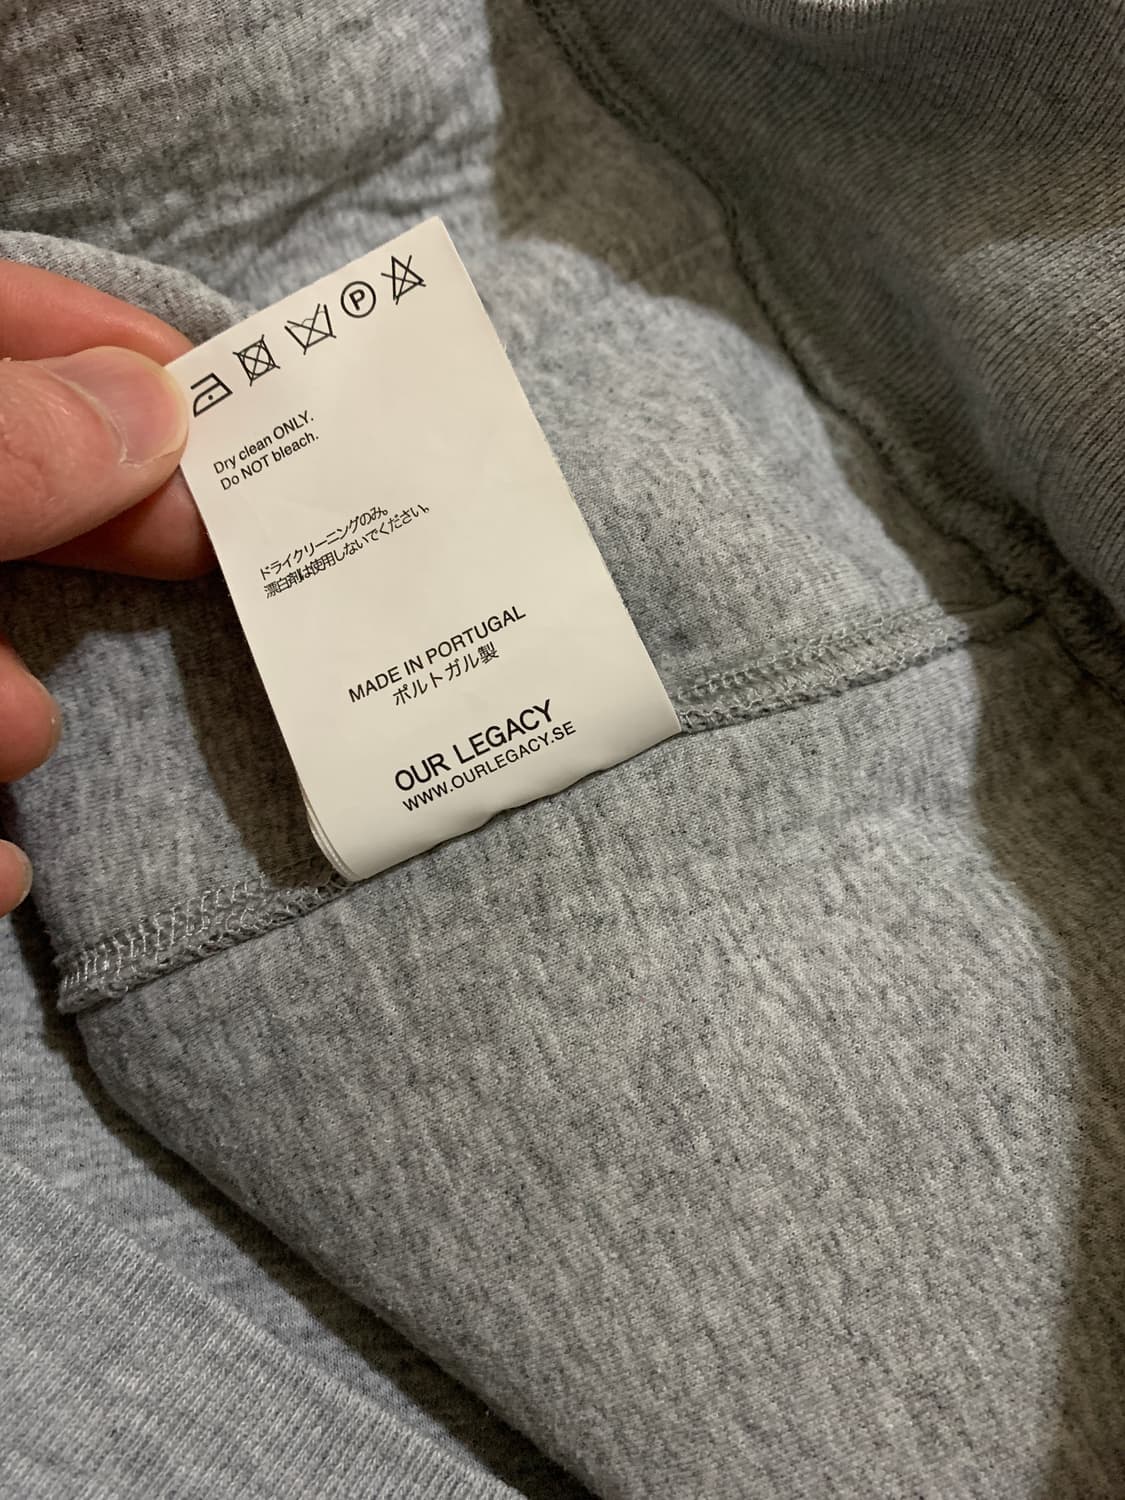 P
Dry clean ONLY.
Do NOT bleach.
ドライクリーニングのみ。
漂白剤は使用しないでください。
MADE IN PORTUGAL
ポルトガル製
OUR LEGACY
WWW.OURLEGACY.SE